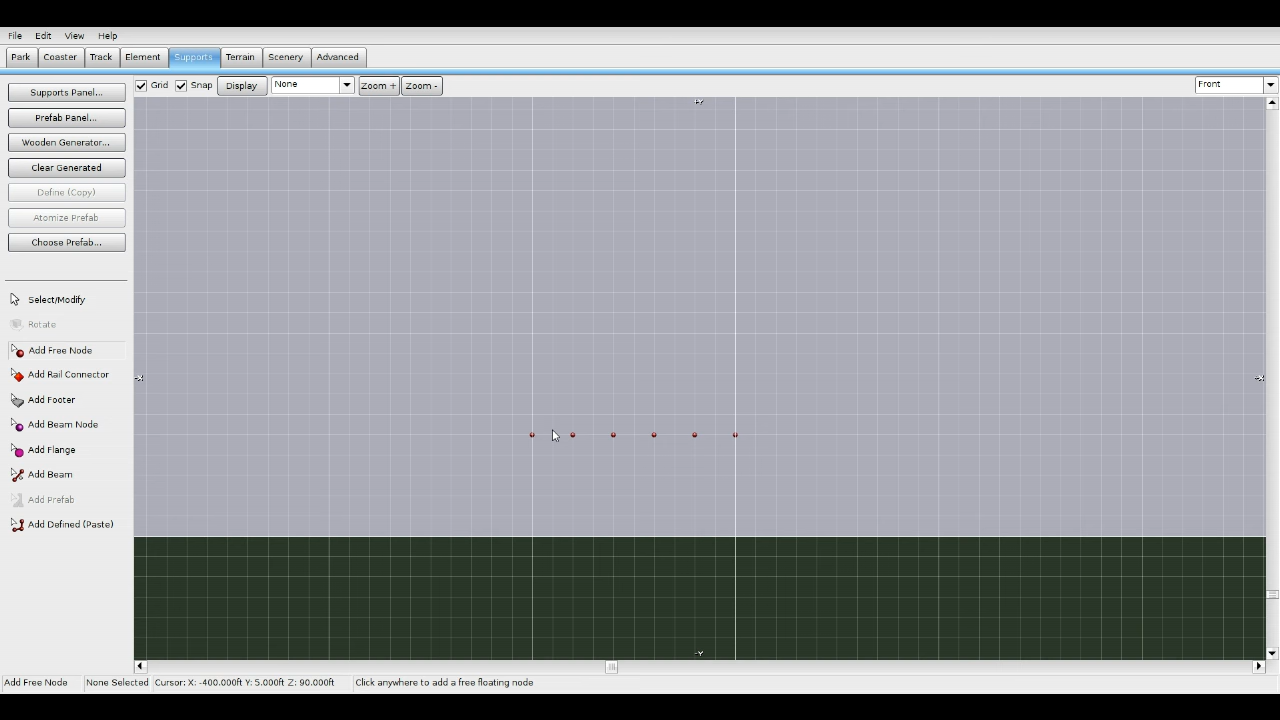 File Edit View Help
Park Coaster Track Element Supports Terrain Scenery Advanced
Supports Panel... Grid Snap Display None Zoom + Zoom - Front
Prefab Panel...
Wooden Generator...
Clear Generated
Define (Copy)
Atomize Prefab
Choose Prefab...
Select/Modify
Rotate
Add Free Node
Add Rail Connector
Add Footer
Add Beam Node
Add Flange
Add Beam
Add Prefab
Add Defined (Paste)
-Y
Add Free Node None Selected Cursor: X: -400.000ft Y: 5.000ft Z: 90.000ft Click anywhere to add a free floating node